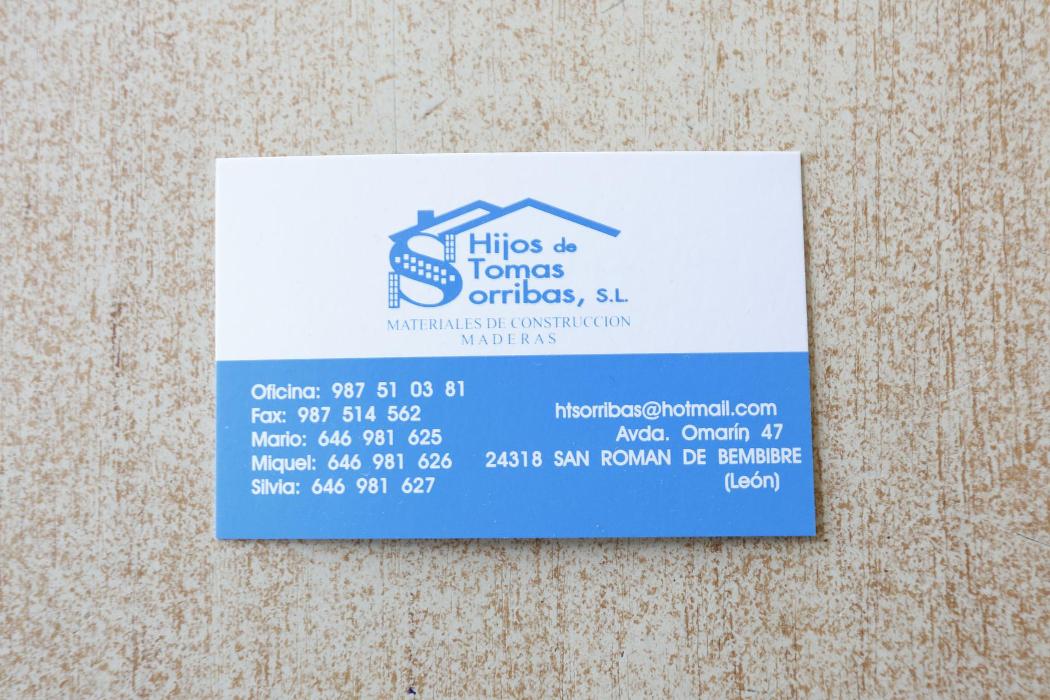 Hijos de
Tomas
Sorribas, S.L.
MATERIALES DE CONSTRUCCION
MADERAS
Oficina: 987 51 03 81
Fax: 987 514 562
Mario: 646 981 625
Miquel: 646 981 626
Silvia: 646 981 627
htsorribas@hotmail.com
Avda. Omarín, 47
24318 SAN ROMAN DE BEMBIBRE
(León)